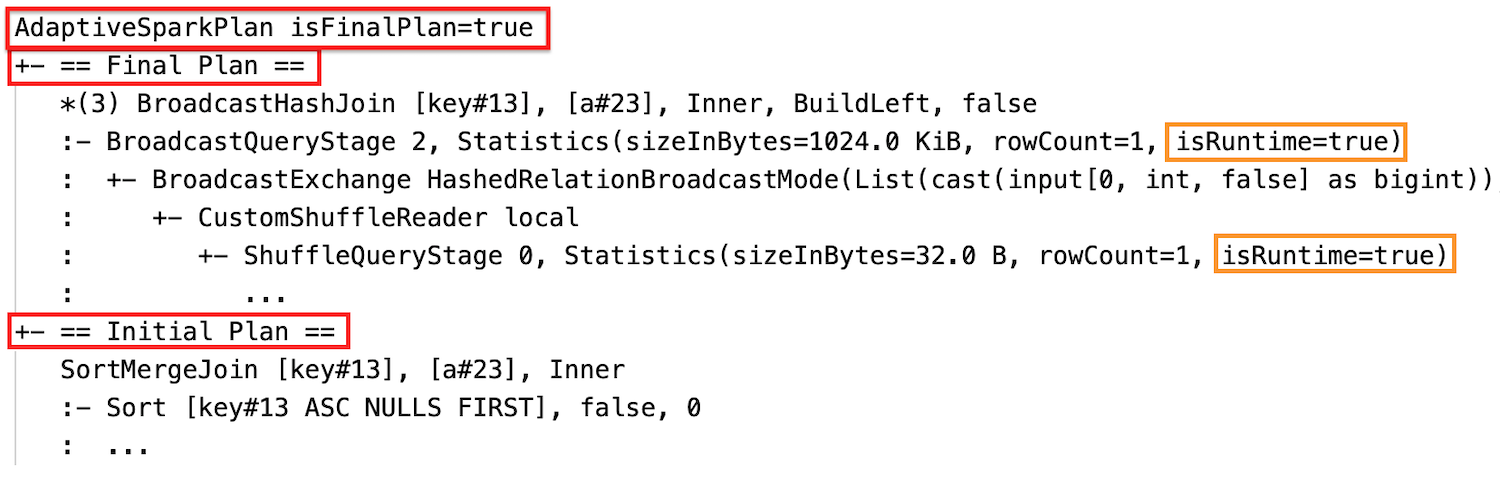 AdaptiveSparkPlan isFinalPlan=true
+- == Final Plan ==
   *(3) BroadcastHashJoin [key#13], [a#23], Inner, BuildLeft, false
   :- BroadcastQueryStage 2, Statistics(sizeInBytes=1024.0 KiB, rowCount=1, isRuntime=true)
   :  +- BroadcastExchange HashedRelationBroadcastMode(List(cast(input[0, int, false] as bigint))
   :     +- CustomShuffleReader local
   :        +- ShuffleQueryStage 0, Statistics(sizeInBytes=32.0 B, rowCount=1, isRuntime=true)
   :           ...
+- == Initial Plan ==
   SortMergeJoin [key#13], [a#23], Inner
   :- Sort [key#13 ASC NULLS FIRST], false, 0
   :  ...